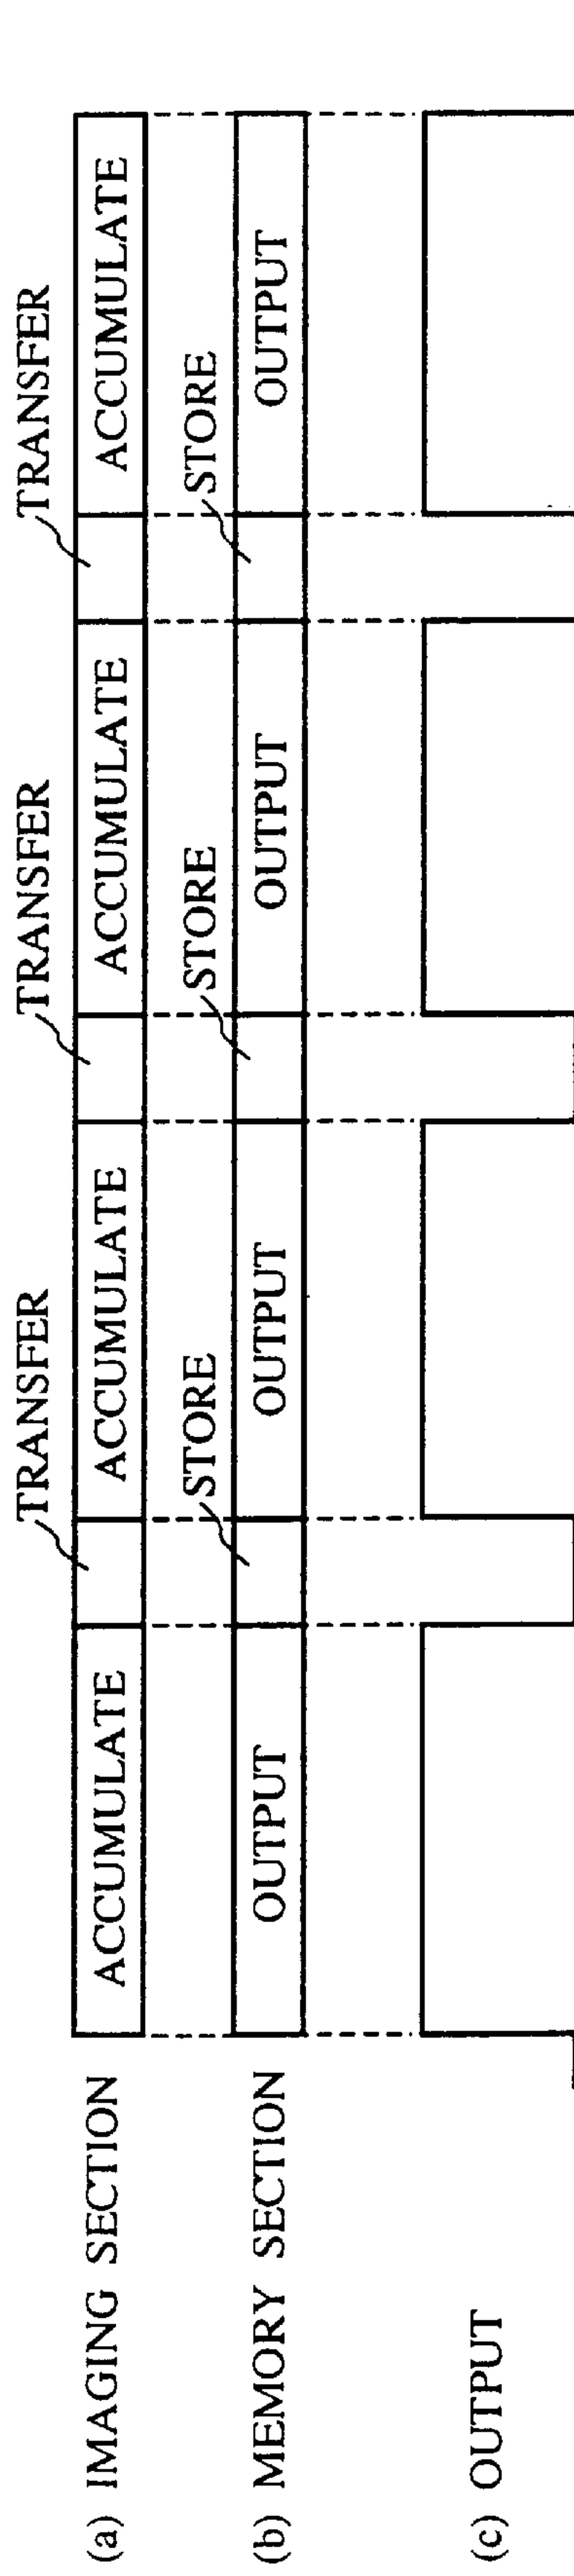 TRANSFER TRANSFER TRANSFER
(a) IMAGING SECTION ACCUMULATE ACCUMULATE ACCUMULATE ACCUMULATE
STORE STORE STORE
(b) MEMORY SECTION OUTPUT OUTPUT OUTPUT OUTPUT
(c) OUTPUT